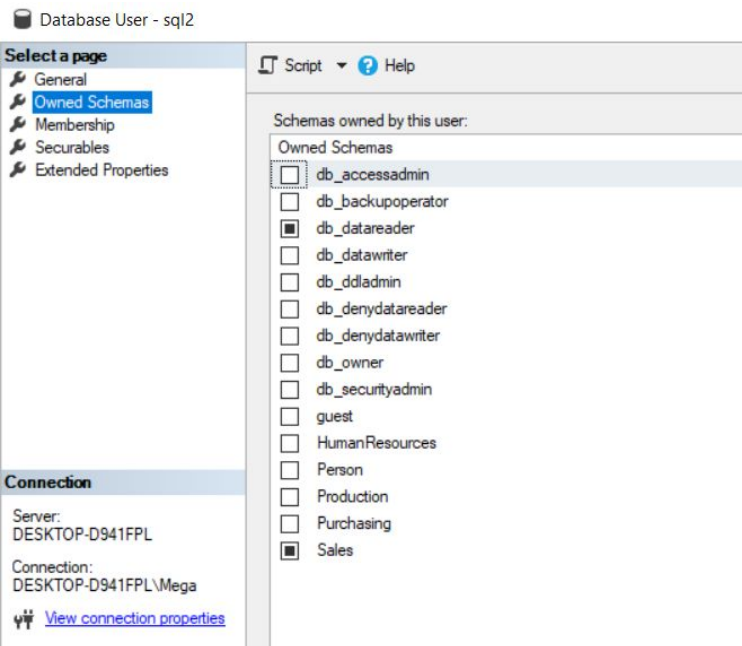 Database User - sql2
Select a page
General
Owned Schemas
Membership
Securables
Extended Properties
Script
Help
Schemas owned by this user:
Owned Schemas
db_accessadmin
db_backupoperator
db_datareader
db_datawriter
db_ddladmin
db_denydatareader
db_denydatawriter
db_owner
db_securityadmin
guest
HumanResources
Person
Production
Purchasing
Sales
Connection
Server:
DESKTOP-D941FPL
Connection:
DESKTOP-D941FPL\Mega
View connection properties